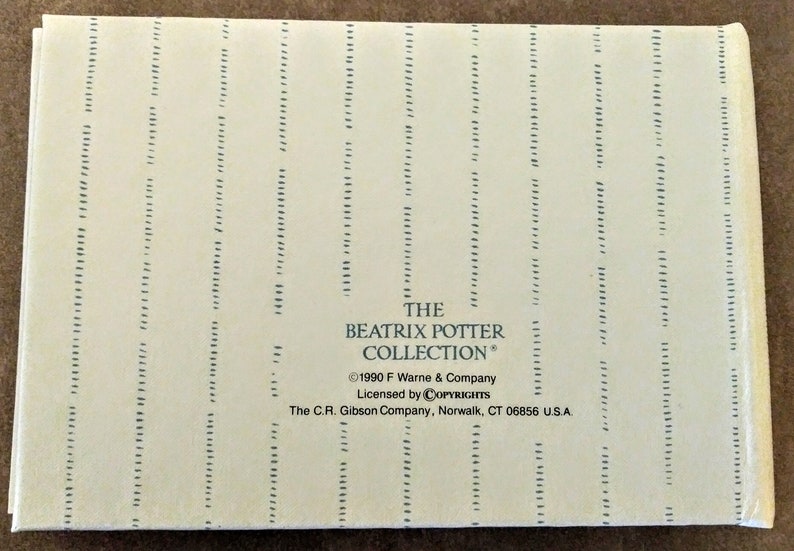 THE
BEATRIX POTTER
COLLECTION®
©1990 F Warne & Company
Licensed by ©OPYRIGHTS
The C.R. Gibson Company, Norwalk, CT 06856 U.S.A.